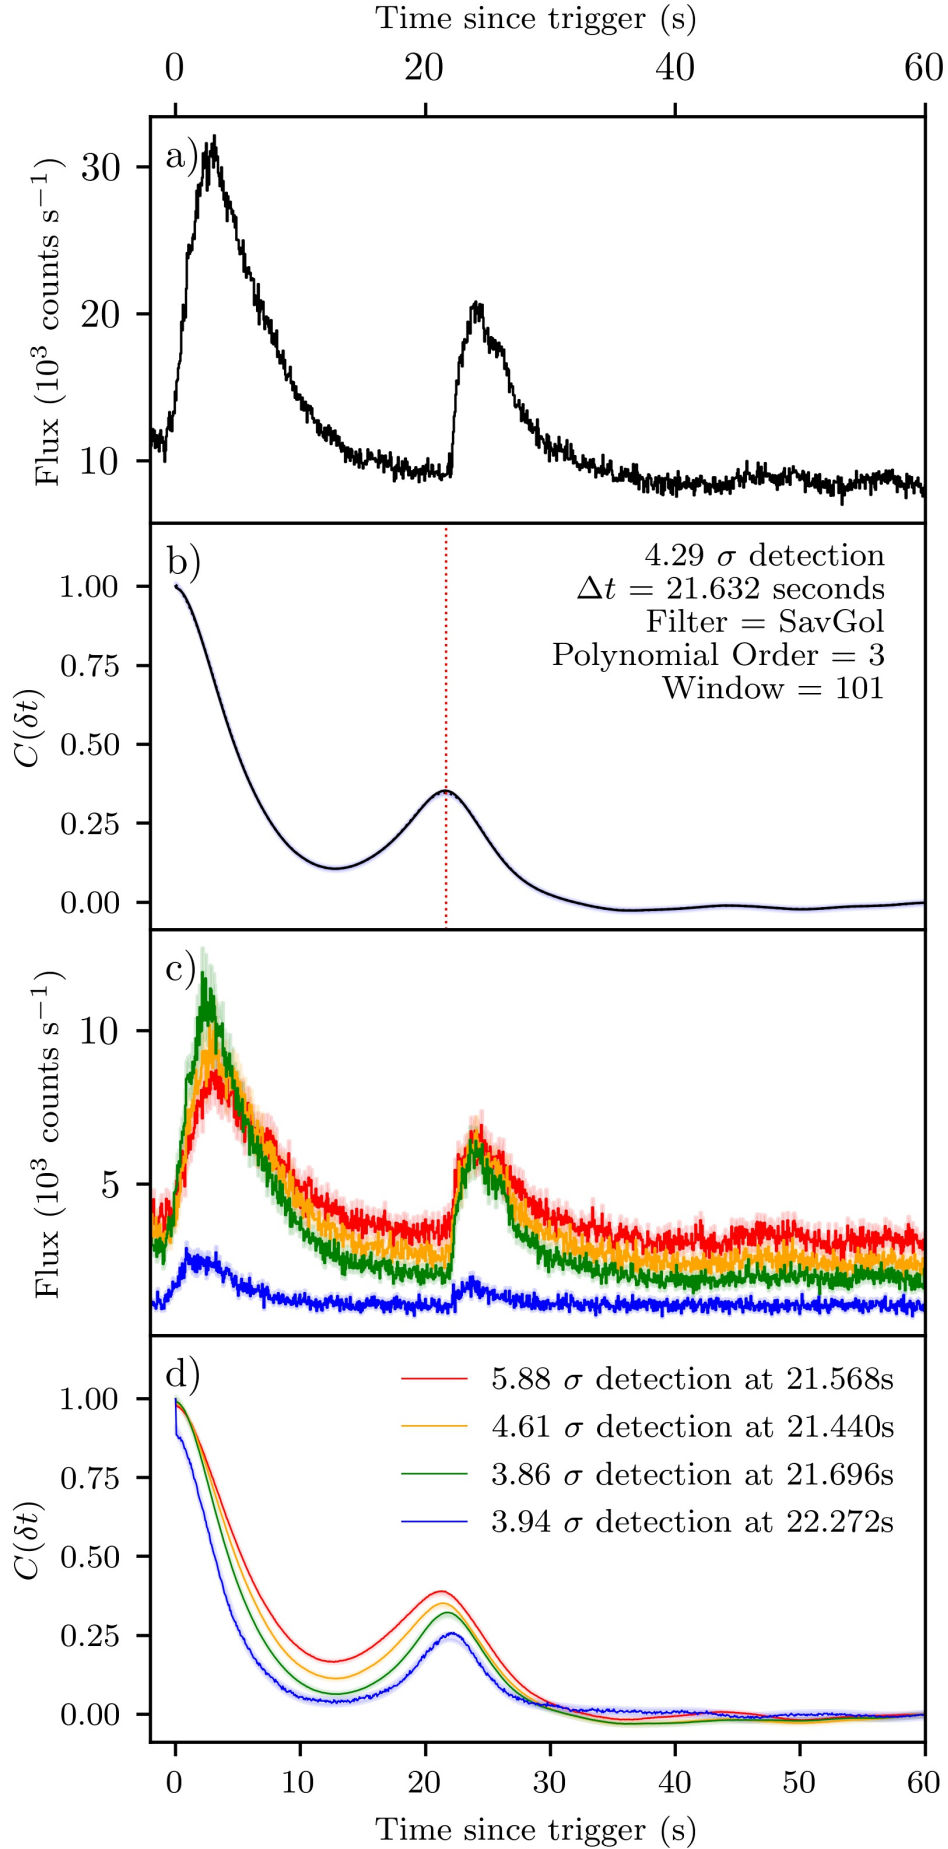 Time since trigger (s)
0 20 40 60
a)
30
20
10
Flux (10³ counts s⁻¹)
b)
4.29 σ detection
Δt = 21.632 seconds
Filter = SavGol
Polynomial Order = 3
Window = 101
1.00
0.75
0.50
0.25
0.00
C(δt)
c)
10
5
Flux (10³ counts s⁻¹)
d)
5.88 σ detection at 21.568s
4.61 σ detection at 21.440s
3.86 σ detection at 21.696s
3.94 σ detection at 22.272s
1.00
0.75
0.50
0.25
0.00
C(δt)
0 10 20 30 40 50 60
Time since trigger (s)